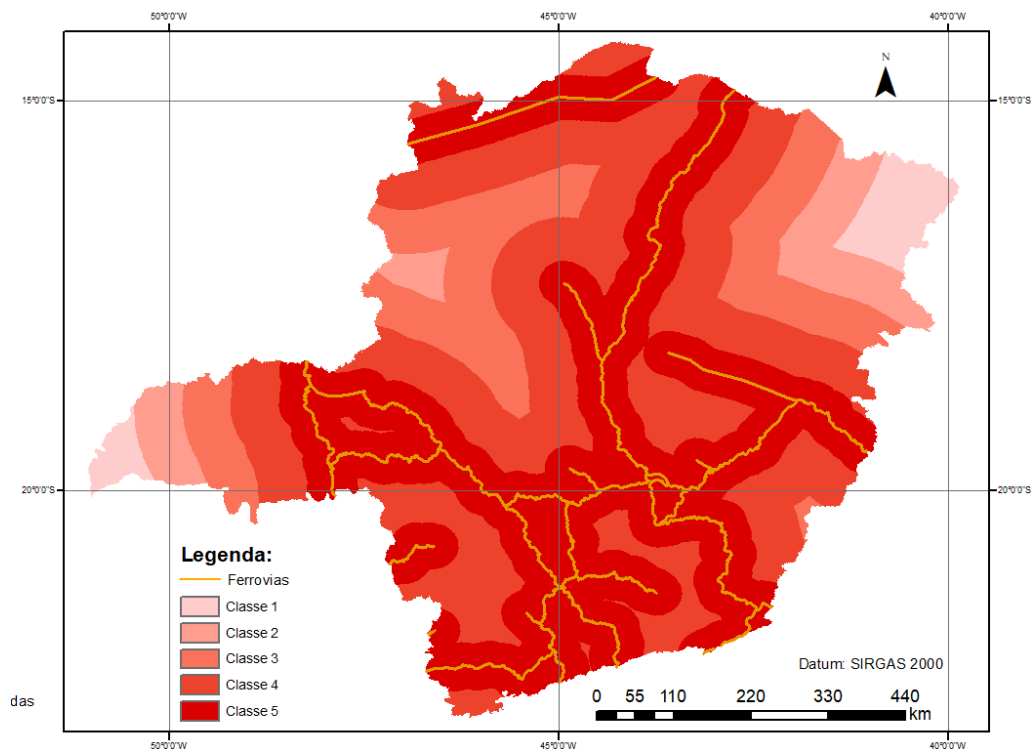 50°0'0"W 45°0'0"W 40°0'0"W
N
15°0'0"S 15°0'0"S
20°0'0"S 20°0'0"S
Legenda:
Ferrovias
Classe 1
Classe 2
Classe 3
Classe 4
Classe 5
Datum: SIRGAS 2000
0 55 110 220 330 440
km
das
50°0'0"W 45°0'0"W 40°0'0"W